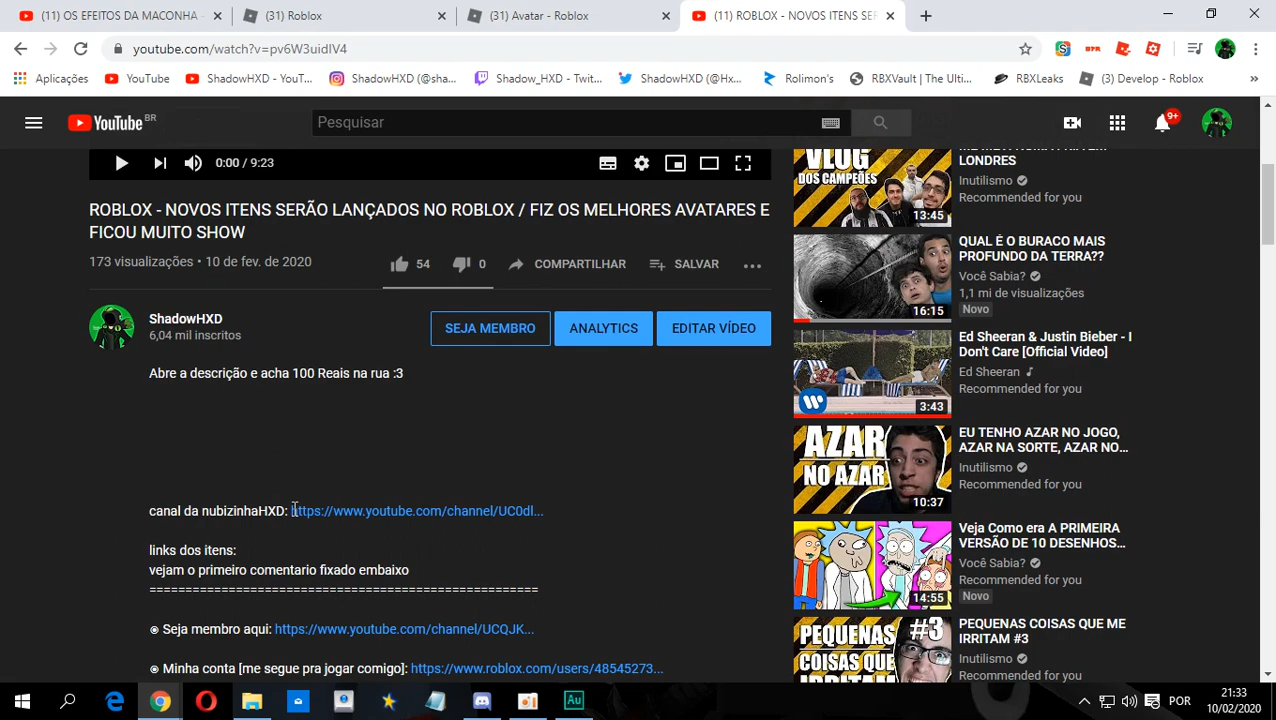 (11) OS EFEITOS DA MACONHA -
(31) Roblox
(31) Avatar - Roblox
(11) ROBLOX - NOVOS ITENS SER
youtube.com/watch?v=pv6W3uidIV4
Aplicações
YouTube
ShadowHXD - YouT...
ShadowHXD (@sha...
Shadow_HXD - Twit...
ShadowHXD (@Hx...
Rolimon's
RBXVault | The Ulti...
RBXLeaks
(3) Develop - Roblox
YouTube BR
Pesquisar
9+
0:00 / 9:23
ROBLOX - NOVOS ITENS SERÃO LANÇADOS NO ROBLOX / FIZ OS MELHORES AVATARES E
FICOU MUITO SHOW
173 visualizações • 10 de fev. de 2020
54
0
COMPARTILHAR
SALVAR
ShadowHXD
6,04 mil inscritos
SEJA MEMBRO
ANALYTICS
EDITAR VÍDEO
Abre a descrição e acha 100 Reais na rua :3
https://www.youtube.com/channel/UC0dl...
canal da
links dos itens:
vejam o primeiro comentario fixado embaixo
=====================================================
Seja membro aqui: https://www.youtube.com/channel/UCQJK...
Minha conta [me segue pra jogar comigo]: https://www.roblox.com/users/48545273...
VLOG
DOS CAMPEÕES
13:45
LONDRES
Inutilismo
Recommended for you
16:15
QUAL É O BURACO MAIS
PROFUNDO DA TERRA??
Você Sabia?
1,1 mi de visualizações
Novo
3:43
Ed Sheeran & Justin Bieber - I
Don't Care [Official Video]
Ed Sheeran
Recommended for you
AZAR
NO AZAR
10:37
EU TENHO AZAR NO JOGO,
AZAR NA SORTE, AZAR NO...
Inutilismo
Recommended for you
14:55
Veja Como era A PRIMEIRA
VERSÃO DE 10 DESENHOS...
Você Sabia?
Recommended for you
Novo
PEQUENAS #3
COISAS QUE
PEQUENAS COISAS QUE ME
IRRITAM #3
Inutilismo
Recommended for you
Au
POR
21:33
10/02/2020